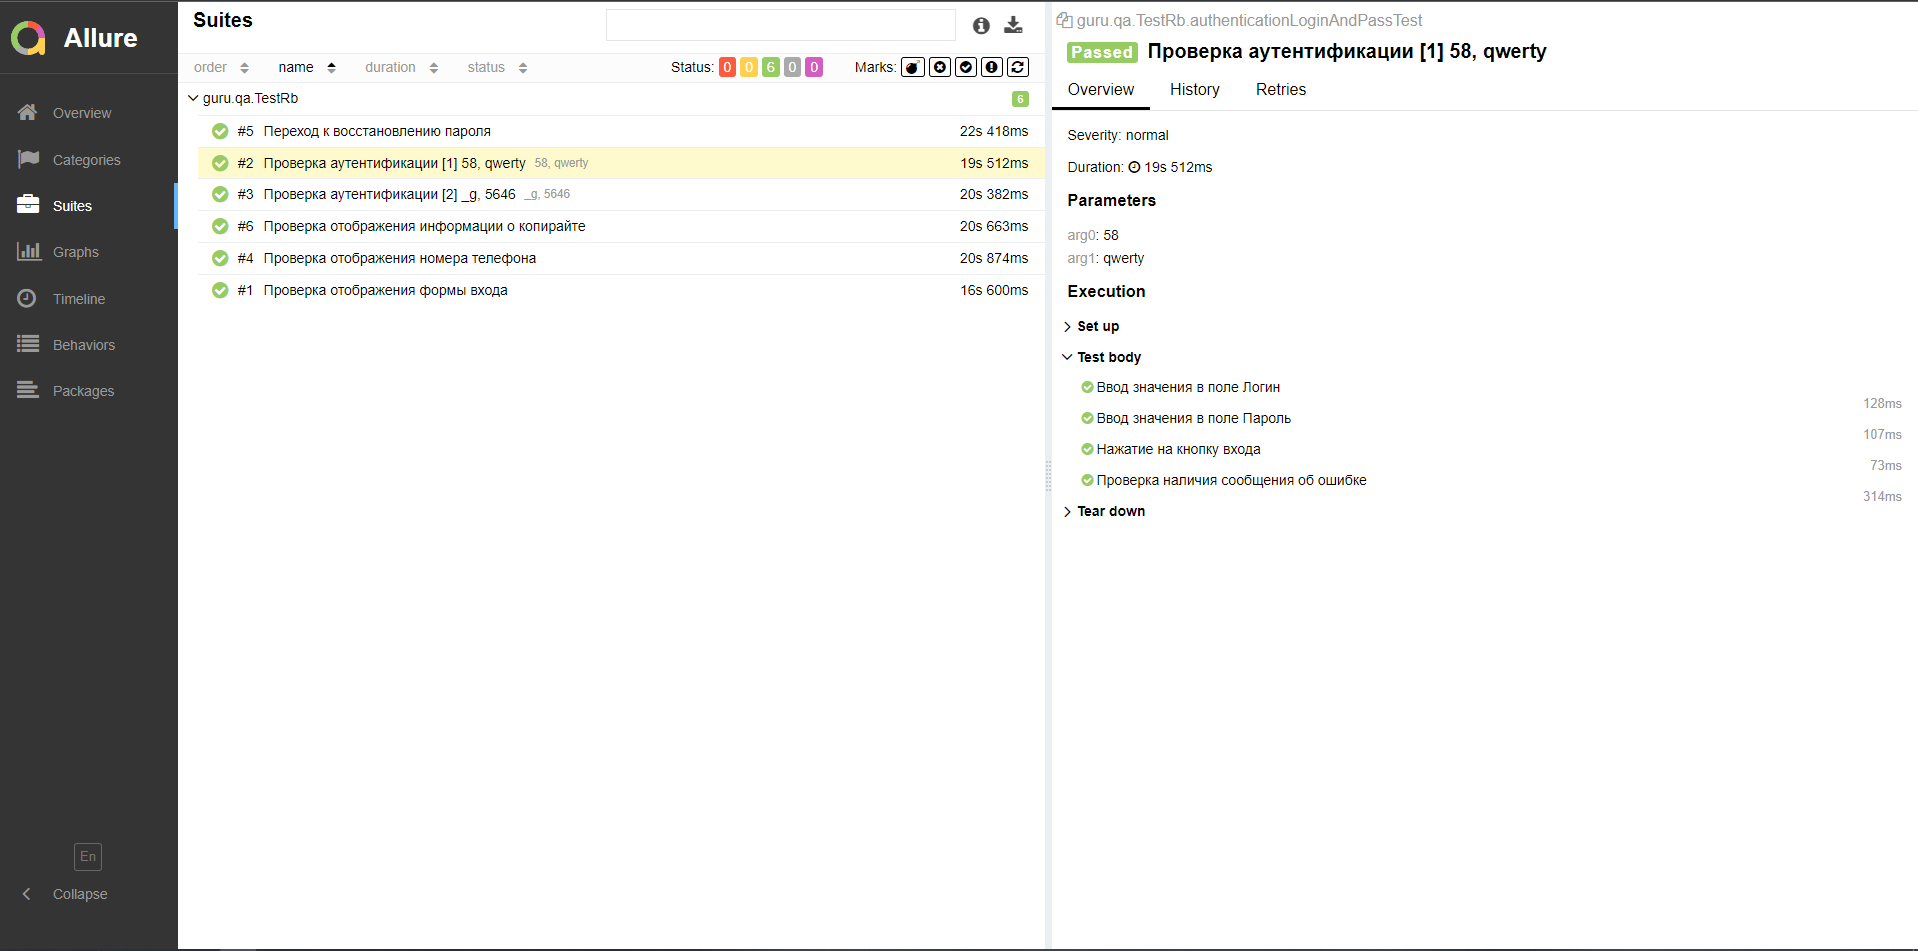 Allure
Overview
Categories
Suites
Graphs
Timeline
Behaviors
Packages
En
Collapse
Suites
order name duration status Status: 0 0 6 0 0 Marks:
guru.qa.TestRb 6
#5 Переход к восстановлению пароля 22s 418ms
#2 Проверка аутентификации [1] 58, qwerty 58, qwerty 19s 512ms
#3 Проверка аутентификации [2] _g, 5646 _g, 5646 20s 382ms
#6 Проверка отображения информации о копирайте 20s 663ms
#4 Проверка отображения номера телефона 20s 874ms
#1 Проверка отображения формы входа 16s 600ms
guru.qa.TestRb.authenticationLoginAndPassTest
Passed Проверка аутентификации [1] 58, qwerty
Overview History Retries
Severity: normal
Duration: 19s 512ms
Parameters
arg0: 58
arg1: qwerty
Execution
Set up
Test body
Ввод значения в поле Логин
128ms
Ввод значения в поле Пароль
107ms
Нажатие на кнопку входа
73ms
Проверка наличия сообщения об ошибке
314ms
Tear down